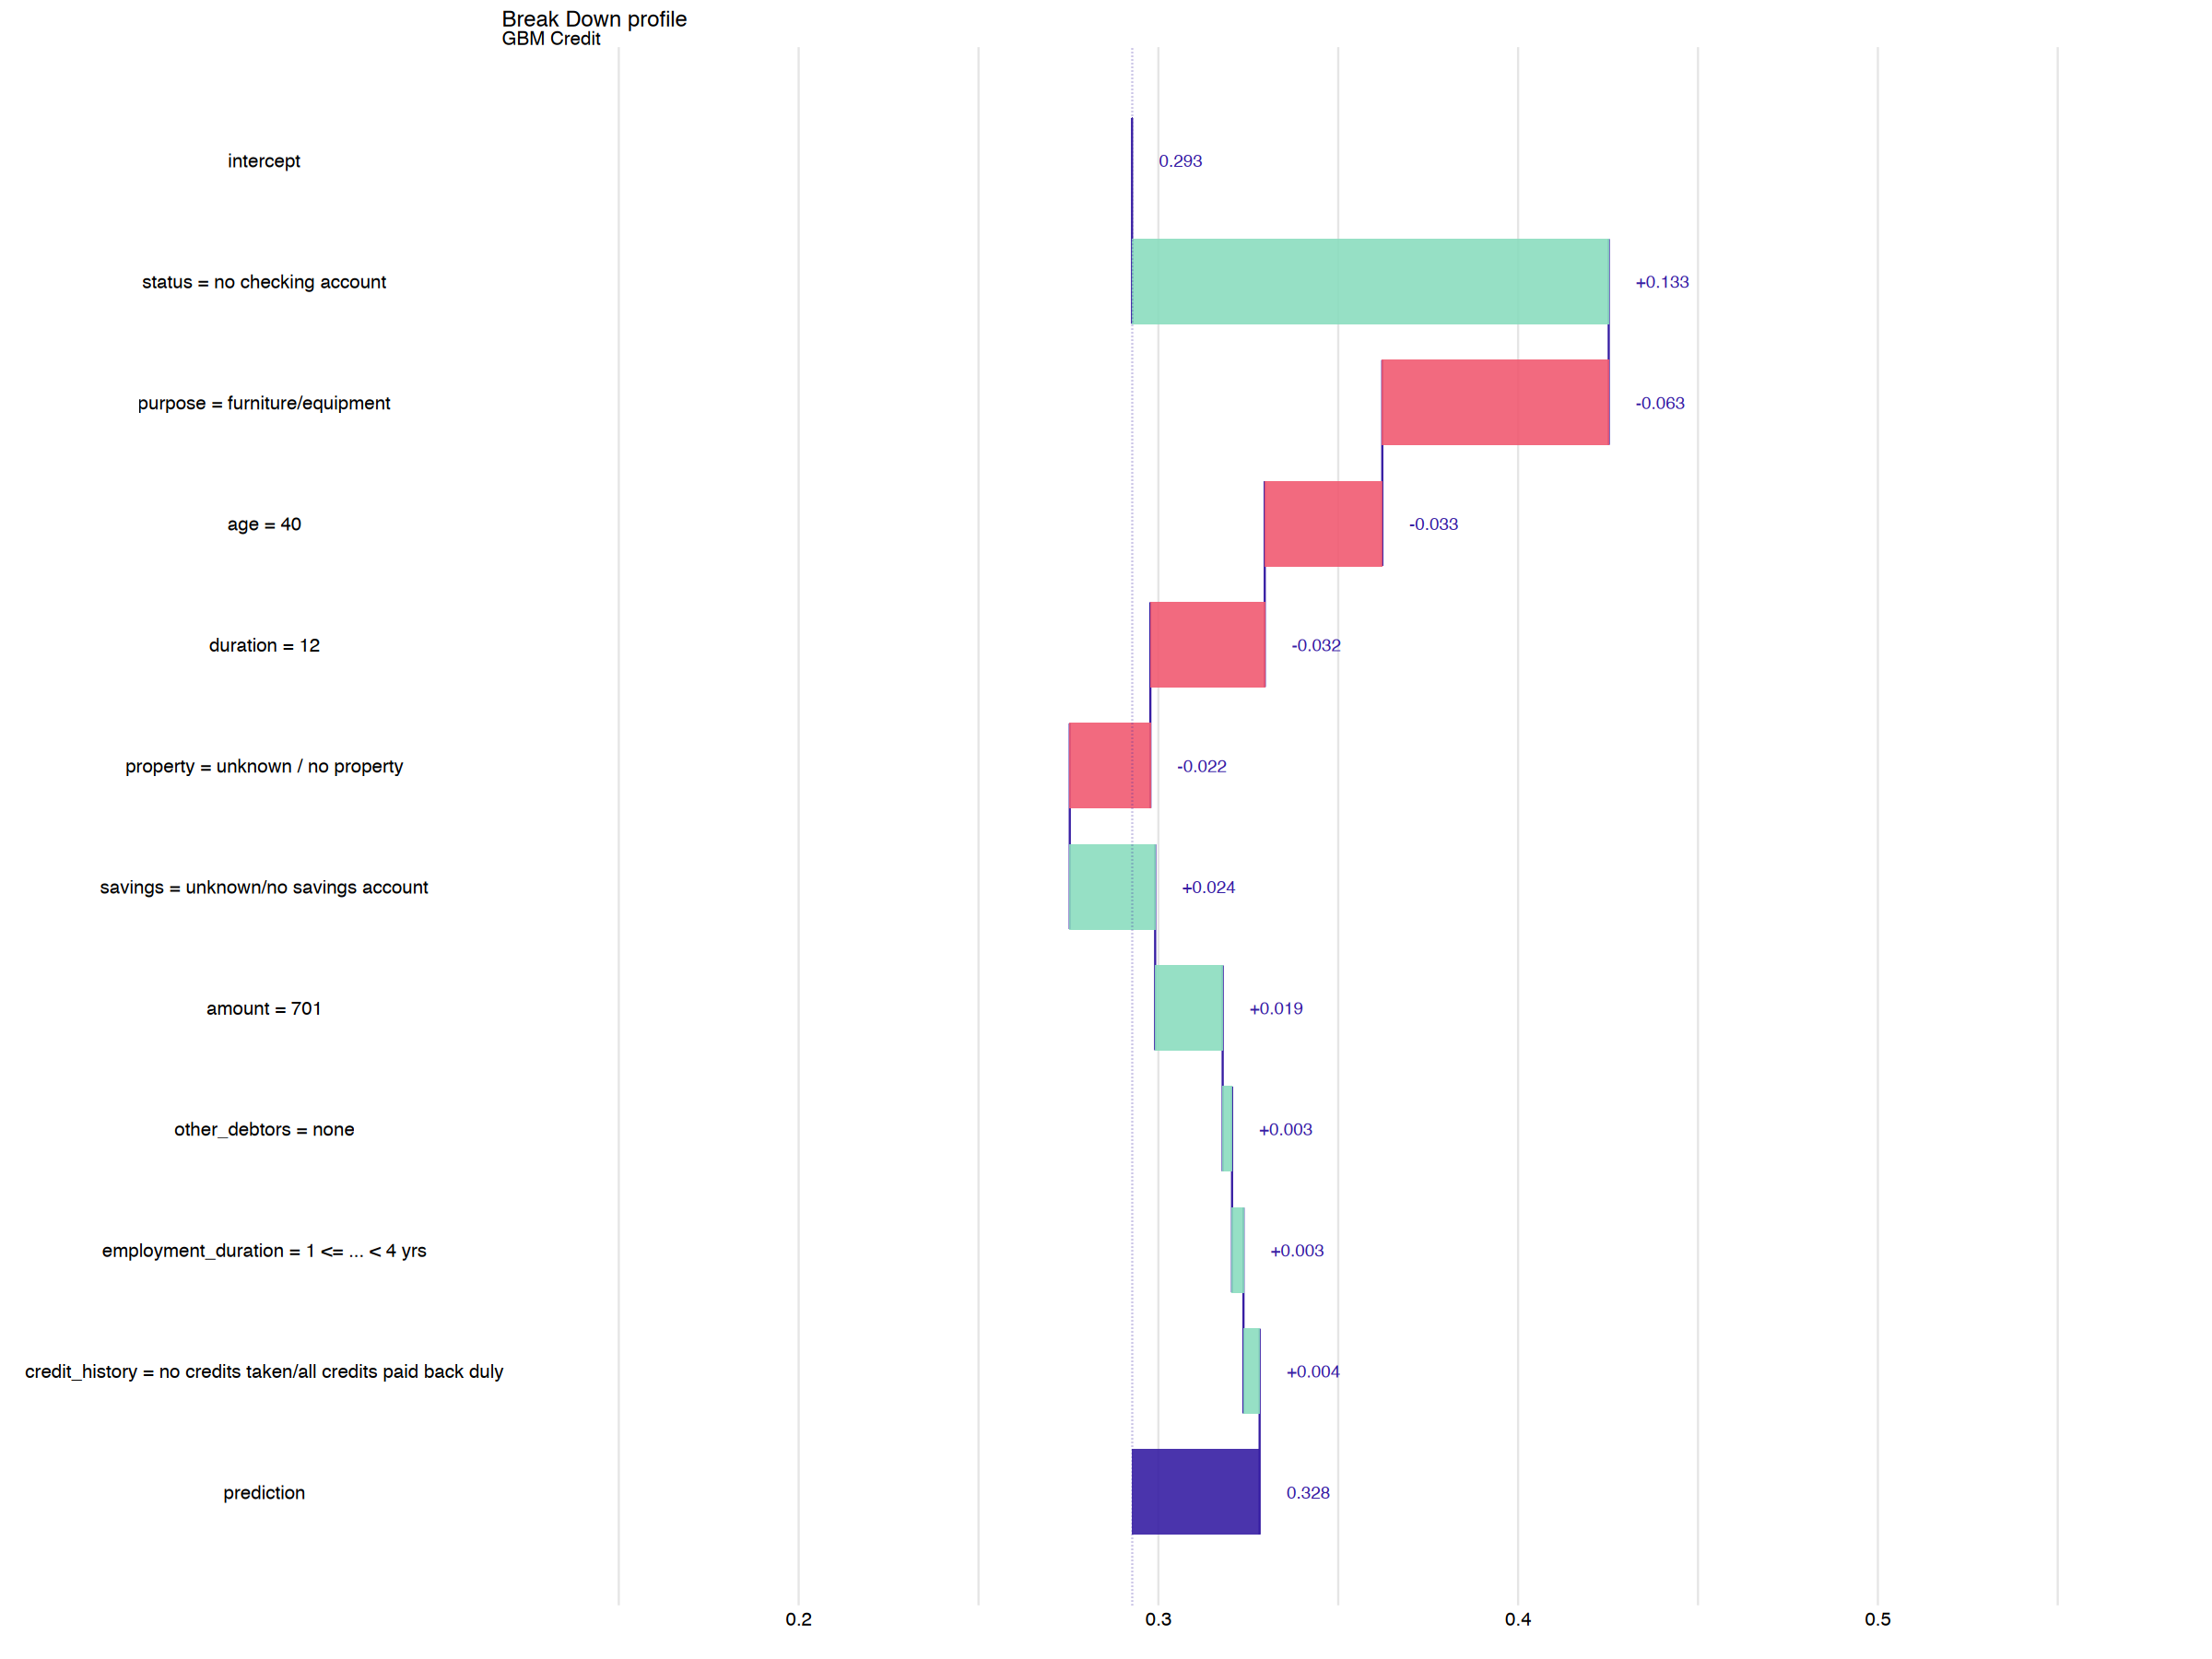 Break Down profile
GBM Credit
intercept 0.293
status = no checking account +0.133
purpose = furniture/equipment -0.063
age = 40 -0.033
duration = 12 -0.032
property = unknown / no property -0.022
savings = unknown/no savings account +0.024
amount = 701 +0.019
other_debtors = none +0.003
employment_duration = 1 <= ... < 4 yrs +0.003
credit_history = no credits taken/all credits paid back duly +0.004
prediction 0.328
0.2 0.3 0.4 0.5